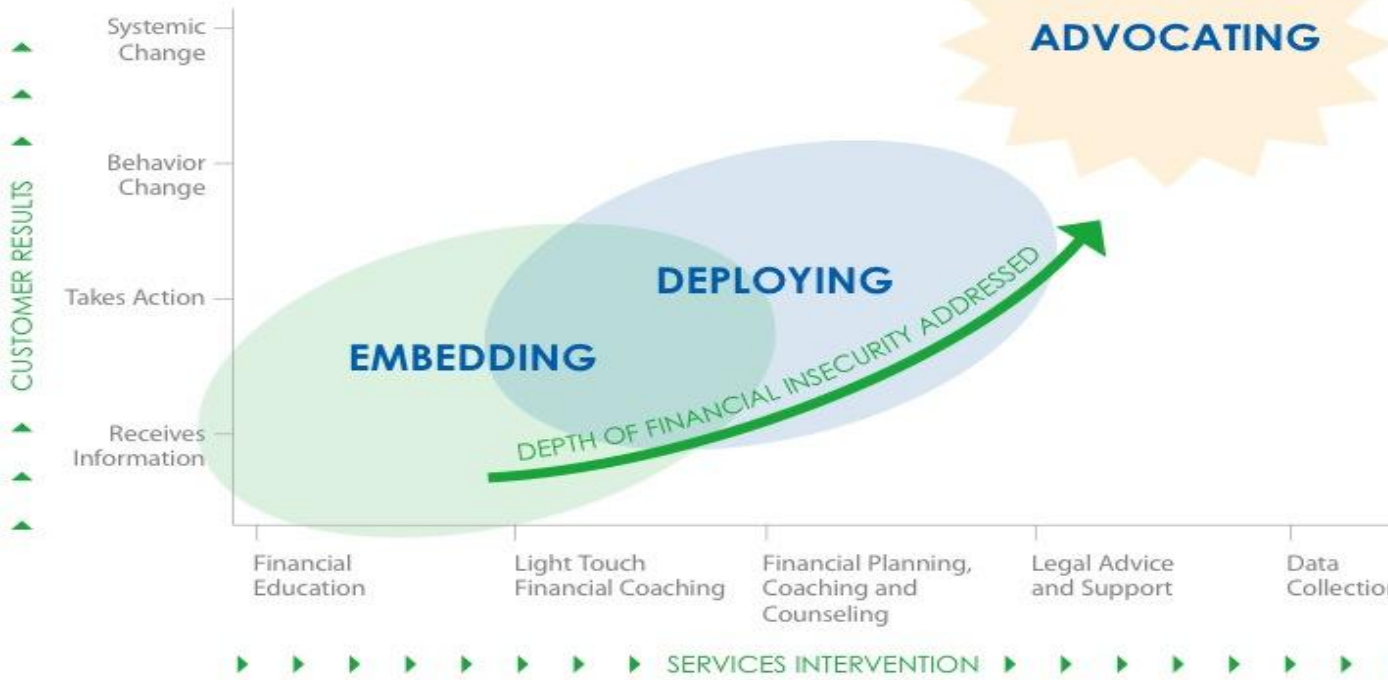 Systemic
Change
ADVOCATING
Behavior
Change
CUSTOMER RESULTS
Takes Action
DEPLOYING
EMBEDDING
DEPTH OF FINANCIAL INSECURITY ADDRESSED
Receives
Information
Financial
Education
Light Touch
Financial Coaching
Financial Planning,
Coaching and
Counseling
Legal Advice
and Support
Data
Collection
SERVICES INTERVENTION